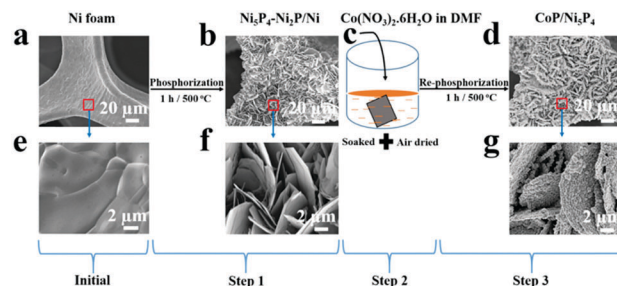 Ni foam
Ni₅P₄-Ni₂P/Ni
Co(NO₃)₂.6H₂O in DMF
CoP/Ni₅P₄
a
b
c
d
20 μm
Phosphorization
1 h / 500 °C
20 μm
Re-phosphorization
1 h / 500 °C
20 μm
Soaked + Air dried
e
f
g
2 μm
2 μm
2 μm
Initial
Step 1
Step 2
Step 3